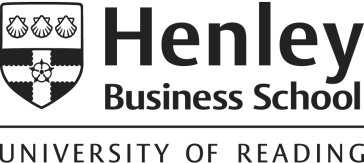 Henley
Business School
UNIVERSITY OF READING